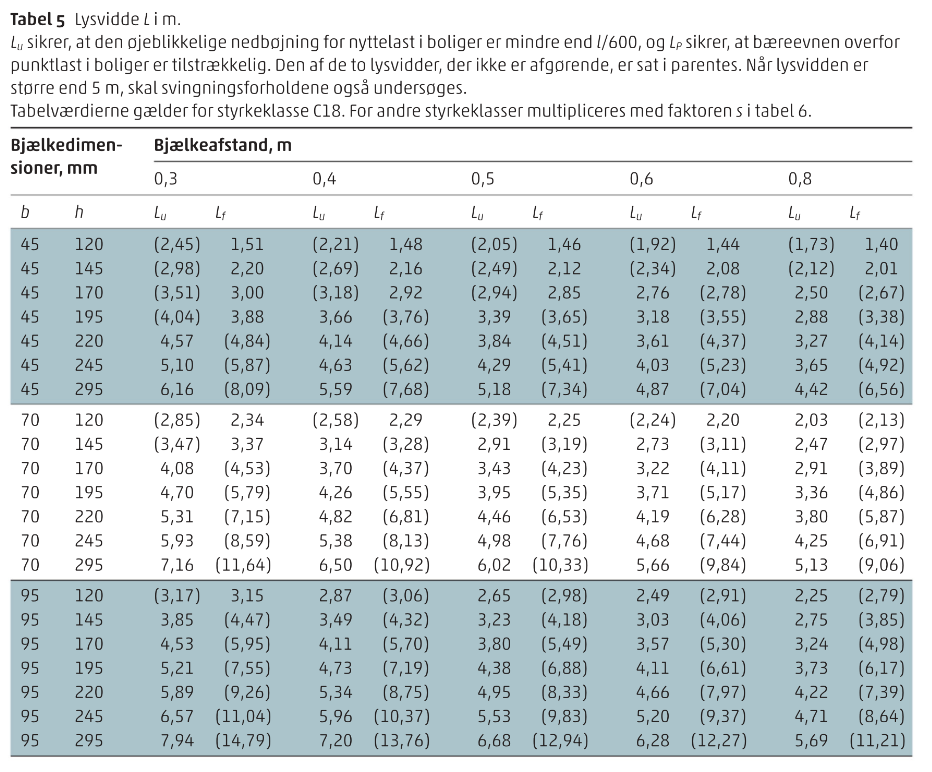 Tabel 5 Lysvidde L i m.
Lu sikrer, at den øjeblikkelige nedbøjning for nyttelast i boliger er mindre end l/600, og LP sikrer, at bæreevnen overfor
punktlast i boliger er tilstrækkelig. Den af de to lysvidder, der ikke er afgørende, er sat i parentes. Når lysvidden er
større end 5 m, skal svingningsforholdene også undersøges.
Tabelværdierne gælder for styrkeklasse C18. For andre styrkeklasser multipliceres med faktoren s i tabel 6.
Bjælkedimen- Bjælkeafstand, m
sioner, mm
0,3 0,4 0,5 0,6 0,8
b h Lu Lf Lu Lf Lu Lf Lu Lf Lu Lf
45 120 (2,45) 1,51 (2,21) 1,48 (2,05) 1,46 (1,92) 1,44 (1,73) 1,40
45 145 (2,98) 2,20 (2,69) 2,16 (2,49) 2,12 (2,34) 2,08 (2,12) 2,01
45 170 (3,51) 3,00 (3,18) 2,92 (2,94) 2,85 2,76 (2,78) 2,50 (2,67)
45 195 (4,04) 3,88 3,66 (3,76) 3,39 (3,65) 3,18 (3,55) 2,88 (3,38)
45 220 4,57 (4,84) 4,14 (4,66) 3,84 (4,51) 3,61 (4,37) 3,27 (4,14)
45 245 5,10 (5,87) 4,63 (5,62) 4,29 (5,41) 4,03 (5,23) 3,65 (4,92)
45 295 6,16 (8,09) 5,59 (7,68) 5,18 (7,34) 4,87 (7,04) 4,42 (6,56)
70 120 (2,85) 2,34 (2,58) 2,29 (2,39) 2,25 (2,24) 2,20 2,03 (2,13)
70 145 (3,47) 3,37 3,14 (3,28) 2,91 (3,19) 2,73 (3,11) 2,47 (2,97)
70 170 4,08 (4,53) 3,70 (4,37) 3,43 (4,23) 3,22 (4,11) 2,91 (3,89)
70 195 4,70 (5,79) 4,26 (5,55) 3,95 (5,35) 3,71 (5,17) 3,36 (4,86)
70 220 5,31 (7,15) 4,82 (6,81) 4,46 (6,53) 4,19 (6,28) 3,80 (5,87)
70 245 5,93 (8,59) 5,38 (8,13) 4,98 (7,76) 4,68 (7,44) 4,25 (6,91)
70 295 7,16 (11,64) 6,50 (10,92) 6,02 (10,33) 5,66 (9,84) 5,13 (9,06)
95 120 (3,17) 3,15 2,87 (3,06) 2,65 (2,98) 2,49 (2,91) 2,25 (2,79)
95 145 3,85 (4,47) 3,49 (4,32) 3,23 (4,18) 3,03 (4,06) 2,75 (3,85)
95 170 4,53 (5,95) 4,11 (5,70) 3,80 (5,49) 3,57 (5,30) 3,24 (4,98)
95 195 5,21 (7,55) 4,73 (7,19) 4,38 (6,88) 4,11 (6,61) 3,73 (6,17)
95 220 5,89 (9,26) 5,34 (8,75) 4,95 (8,33) 4,66 (7,97) 4,22 (7,39)
95 245 6,57 (11,04) 5,96 (10,37) 5,53 (9,83) 5,20 (9,37) 4,71 (8,64)
95 295 7,94 (14,79) 7,20 (13,76) 6,68 (12,94) 6,28 (12,27) 5,69 (11,21)